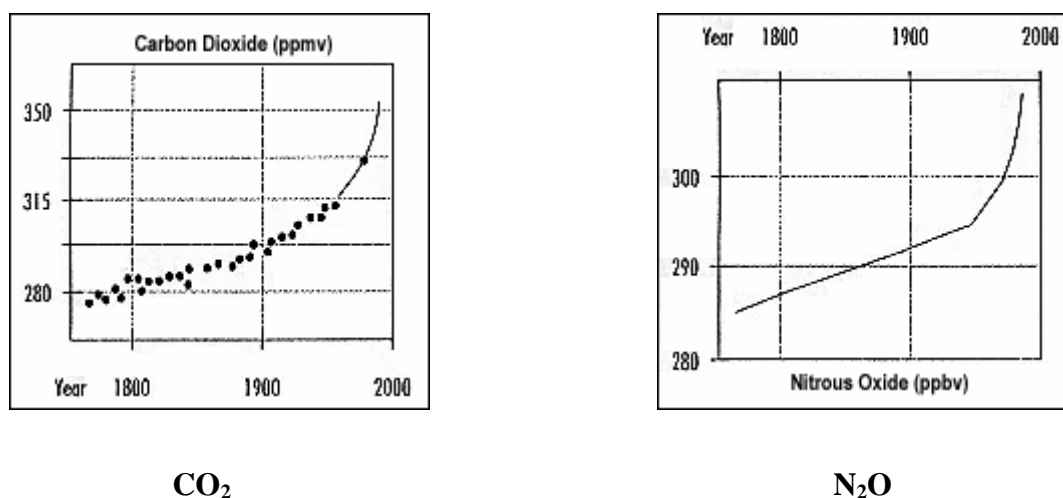 Carbon Dioxide (ppmv)
350
315
280
Year 1800 1900 2000
Year 1800 1900 2000
300
290
280
Nitrous Oxide (ppbv)
CO₂
N₂O